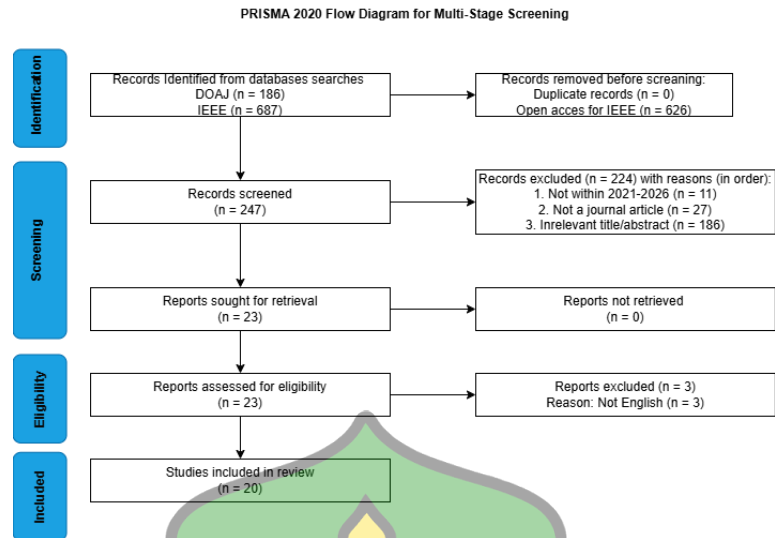 PRISMA 2020 Flow Diagram for Multi-Stage Screening
Identification
Records Identified from databases searches
DOAJ (n = 186)
IEEE (n = 687)
Records removed before screaning:
Duplicate records (n = 0)
Open acces for IEEE (n = 626)
Screening
Records screened
(n = 247)
Records excluded (n = 224) with reasons (in order):
1. Not within 2021-2026 (n = 11)
2. Not a journal article (n = 27)
3. Inrelevant title/abstract (n = 186)
Reports sought for retrieval
(n = 23)
Reports not retrieved
(n = 0)
Eligibility
Reports assessed for eligibility
(n = 23)
Reports excluded (n = 3)
Reason: Not English (n = 3)
Included
Studies included in review
(n = 20)